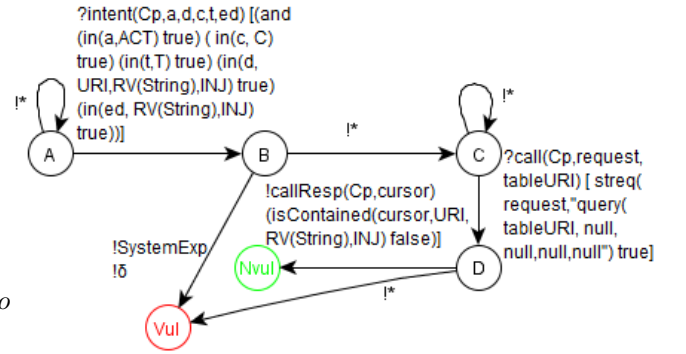 ?intent(Cp,a,d,c,t,ed) [(and
(in(a,ACT) true) ( in(c, C)
true) (in(t,T) true) (in(d,
URI,RV(String),INJ) true)
(in(ed, RV(String),INJ)
true))]
!*
!*
!*
A
B
C
?call(Cp,request,
tableURI) [ streq(
request,"query(
tableURI, null,
null,null,null") true]
!callResp(Cp,cursor)
(isContained(cursor,URI,
RV(String),INJ) false)]
!SystemExp
!δ
Nvul
D
!*
o
Vul